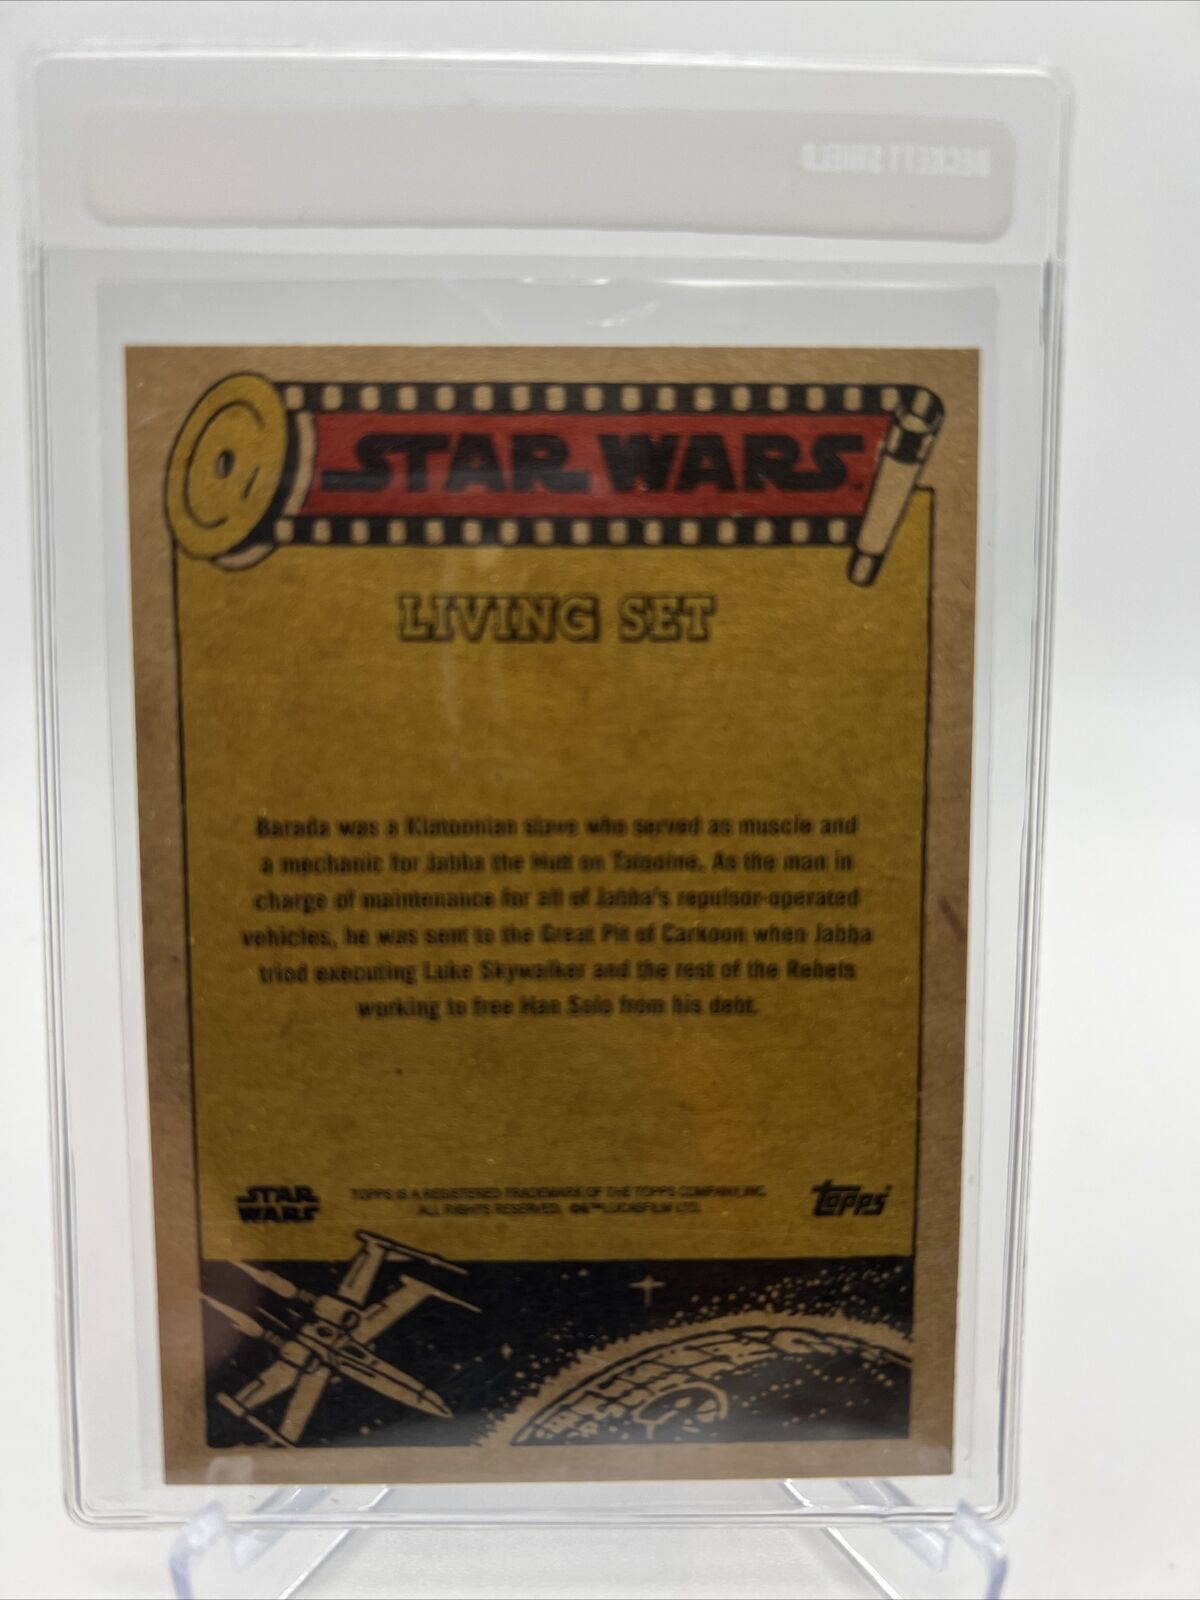 BECKETT SHIELD
STAR WARS
LIVING SET
Barada was a Klatooinian slave who served as muscle and
a mechanic for Jabba the Hutt on Tatooine. As the man in
charge of maintenance for all of Jabba's repulsor-operated
vehicles, he was sent to the Great Pit of Carkoon when Jabba
tried executing Luke Skywalker and the rest of the Rebels
working to free Han Solo from his debt.
STAR
WARS
TOPPS IS A REGISTERED TRADEMARK OF THE TOPPS COMPANY, INC.
ALL RIGHTS RESERVED. ©& ™ LUCASFILM LTD.
topps